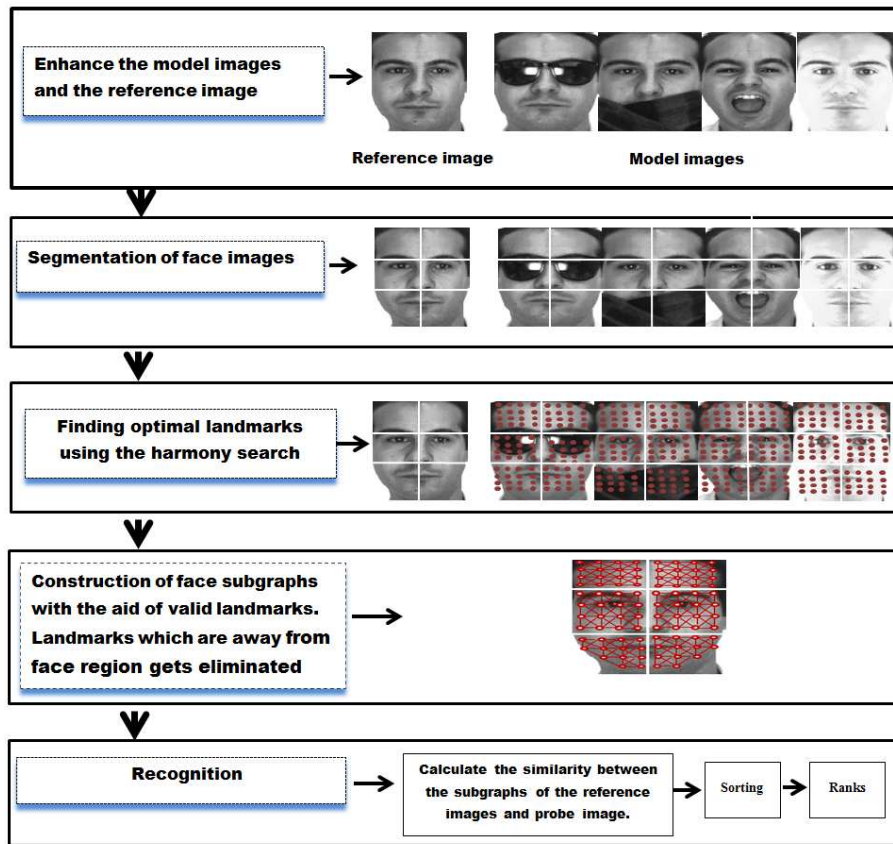 Enhance the model images
and the reference image
Reference image
Model images
Segmentation of face images
Finding optimal landmarks
using the harmony search
Construction of face subgraphs
with the aid of valid landmarks.
Landmarks which are away from
face region gets eliminated
Recognition
Calculate the similarity between
the subgraphs of the reference
images and probe image.
Sorting
Ranks